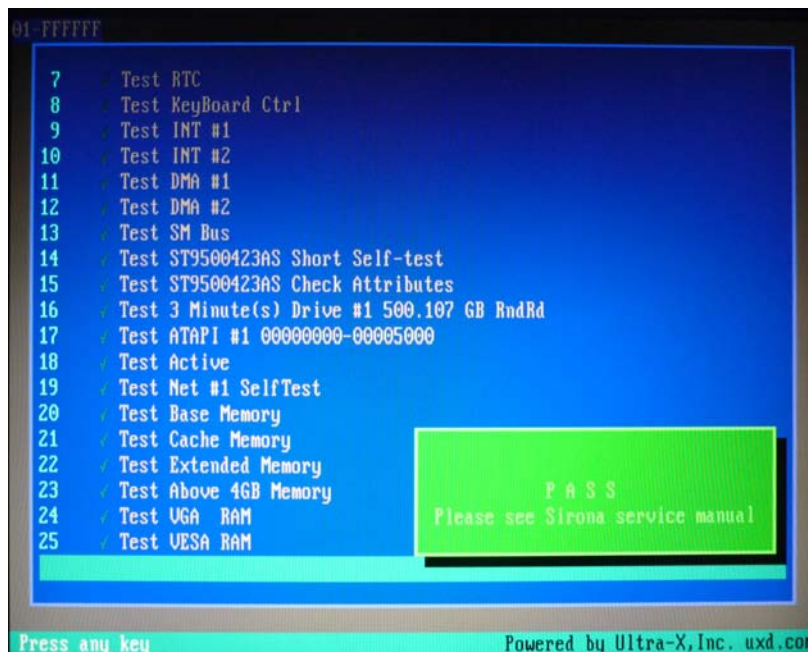 01-FFFFFF
7 √ Test RTC
8 √ Test KeyBoard Ctrl
9 √ Test INT #1
10 √ Test INT #2
11 √ Test DMA #1
12 √ Test DMA #2
13 √ Test SM Bus
14 √ Test ST9500423AS Short Self-test
15 √ Test ST9500423AS Check Attributes
16 √ Test 3 Minute(s) Drive #1 500.107 GB RndRd
17 √ Test ATAPI #1 00000000-00005000
18 √ Test Active
19 √ Test Net #1 SelfTest
20 √ Test Base Memory
21 √ Test Cache Memory
22 √ Test Extended Memory
23 √ Test Above 4GB Memory
24 √ Test VGA RAM
25 √ Test VESA RAM
P A S S
Please see Sirona service manual
Press any key
Powered by Ultra-X,Inc. uxd.com